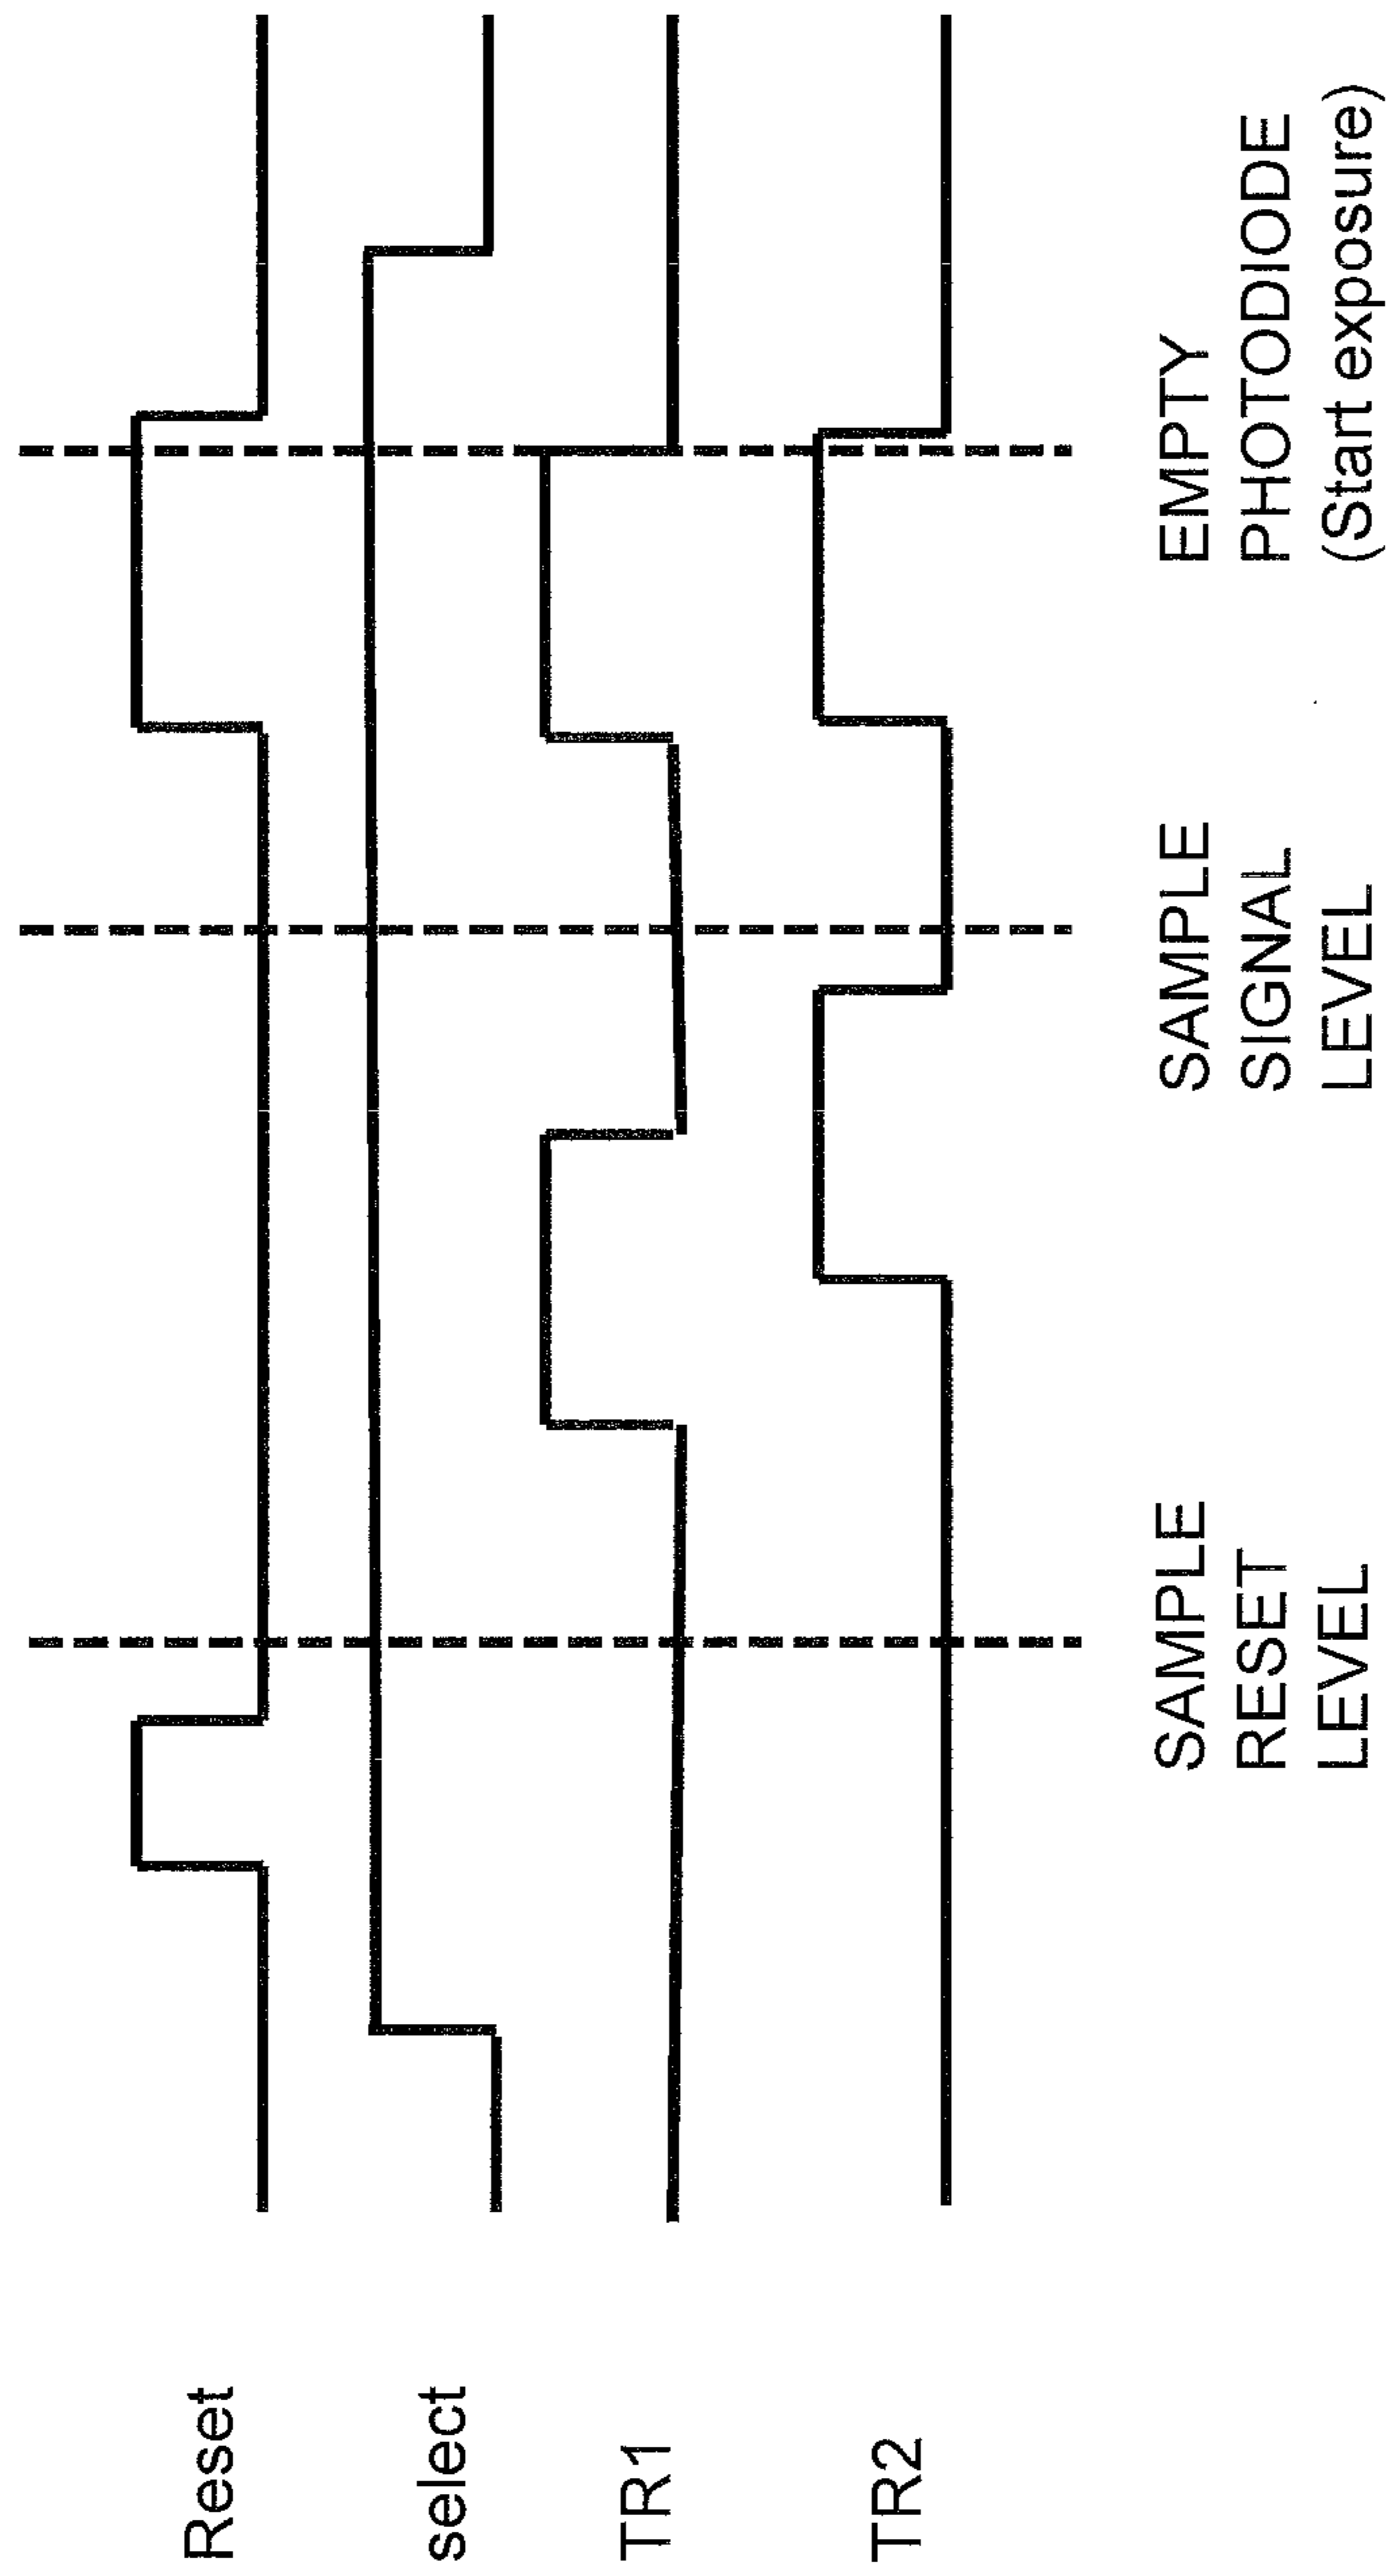 Reset
select
TR1
TR2
SAMPLE
RESET
LEVEL
SAMPLE
SIGNAL
LEVEL
EMPTY
PHOTODIODE
(Start exposure)